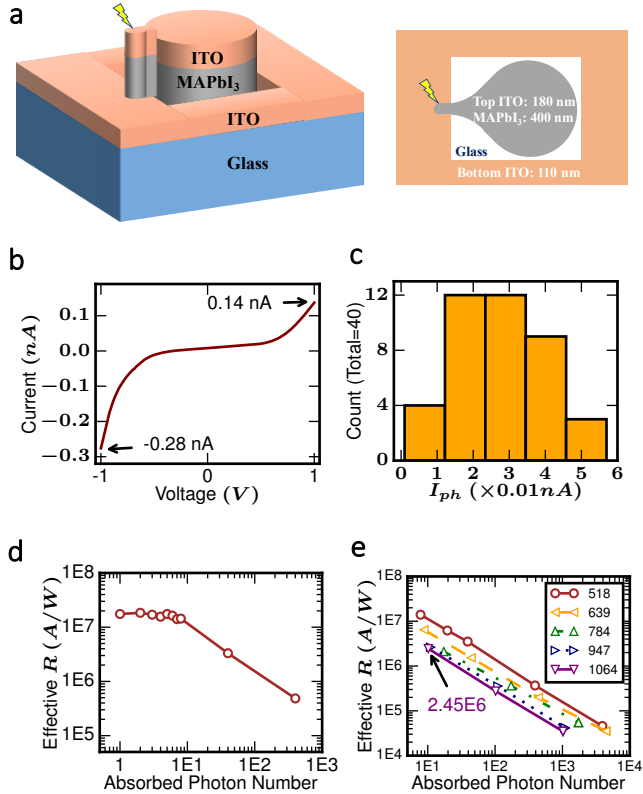 a
ITO
MAPbI₃
ITO
Glass
Top ITO: 180 nm
MAPbI₃: 400 nm
Glass
Bottom ITO: 110 nm
b
0.14 nA
-0.28 nA
0.1
0.0
−0.1
−0.2
−0.3
−1
0
1
Current (nA)
Voltage (V)
c
12
8
4
0
0 1 2 3 4 5 6
Count (Total=40)
I_ph (×0.01nA)
d
1E8
1E7
1E6
1E5
1 1E1 1E2 1E3
Effective R (A/W)
Absorbed Photon Number
e
1E8
1E7
1E6
1E5
1E4
1E1 1E2 1E3 1E4
518
639
784
947
1064
2.45E6
Effective R (A/W)
Absorbed Photon Number